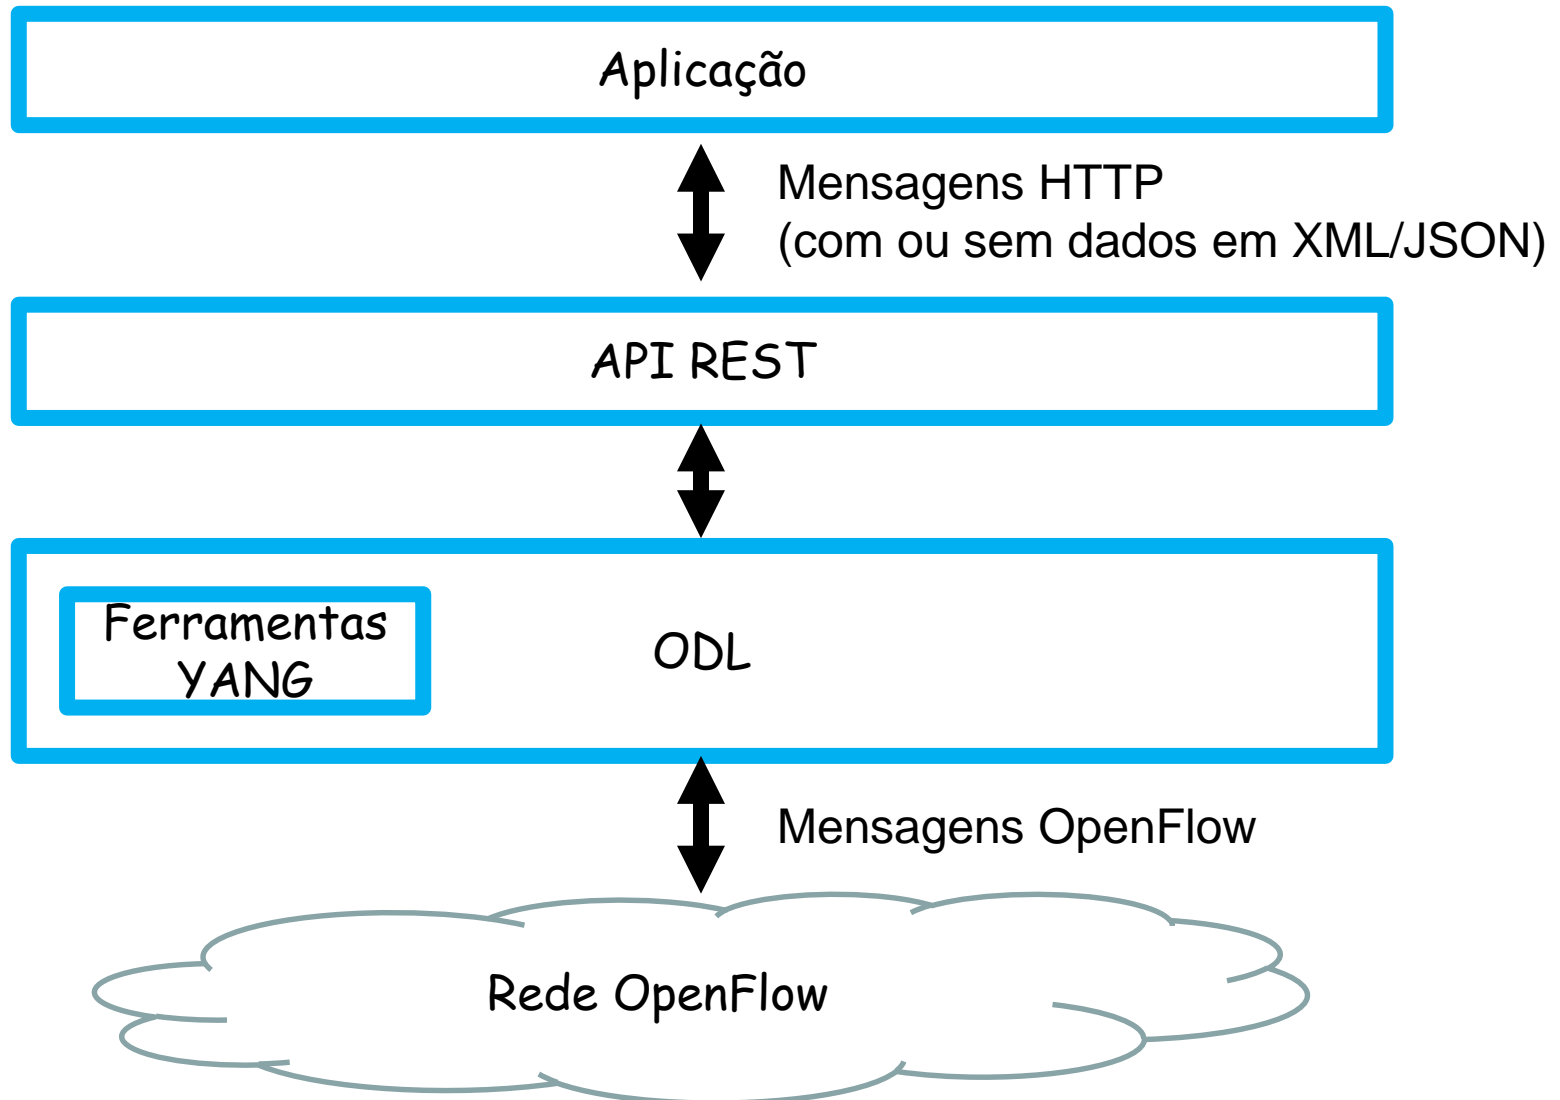 Aplicação
Mensagens HTTP
(com ou sem dados em XML/JSON)
API REST
Ferramentas
YANG
ODL
Mensagens OpenFlow
Rede OpenFlow